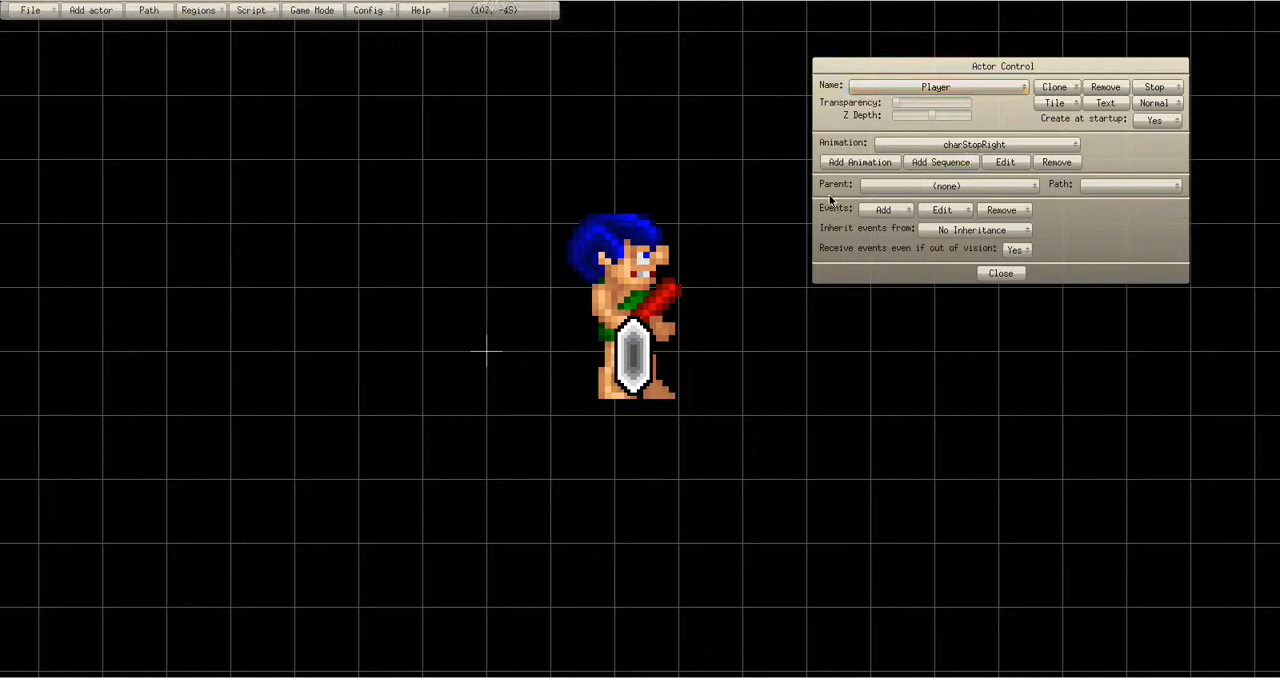 File Add actor Path Regions Script Game Mode Config Help (102, -45)
Actor Control
Name: Player Clone Remove Stop
Transparency: Tile Text Normal
Z Depth: Create at startup: Yes
Animation: charStopRight
Add Animation Add Sequence Edit Remove
Parent: (none) Path:
Events: Add Edit Remove
Inherit events from: No Inheritance
Receive events even if out of vision: Yes
Close